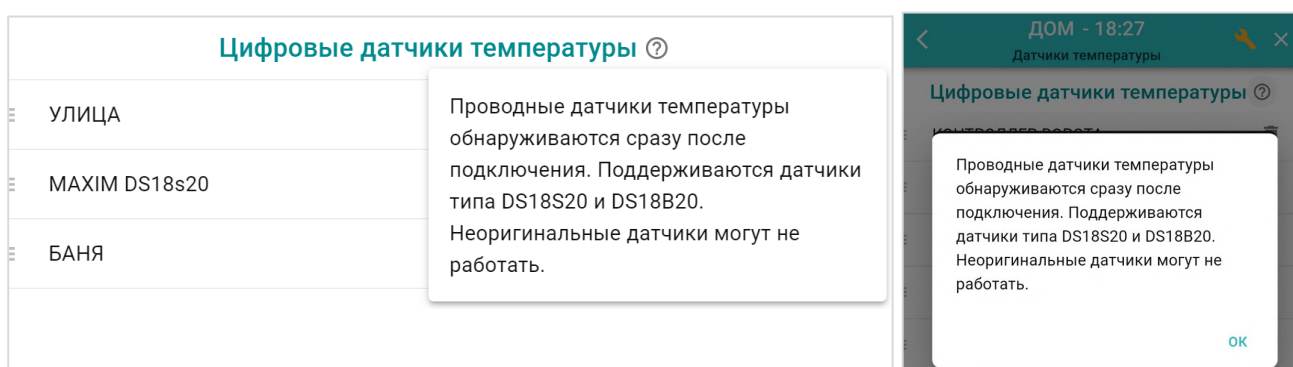 Цифровые датчики температуры ?
УЛИЦА
MAXIM DS18s20
БАНЯ
Проводные датчики температуры
обнаруживаются сразу после
подключения. Поддерживаются датчики
типа DS18S20 и DS18B20.
Неоригинальные датчики могут не
работать.
ДОМ - 18:27
Датчики температуры
Цифровые датчики температуры ?
Проводные датчики температуры
обнаруживаются сразу после
подключения. Поддерживаются
датчики типа DS18S20 и DS18B20.
Неоригинальные датчики могут не
работать.
ОК